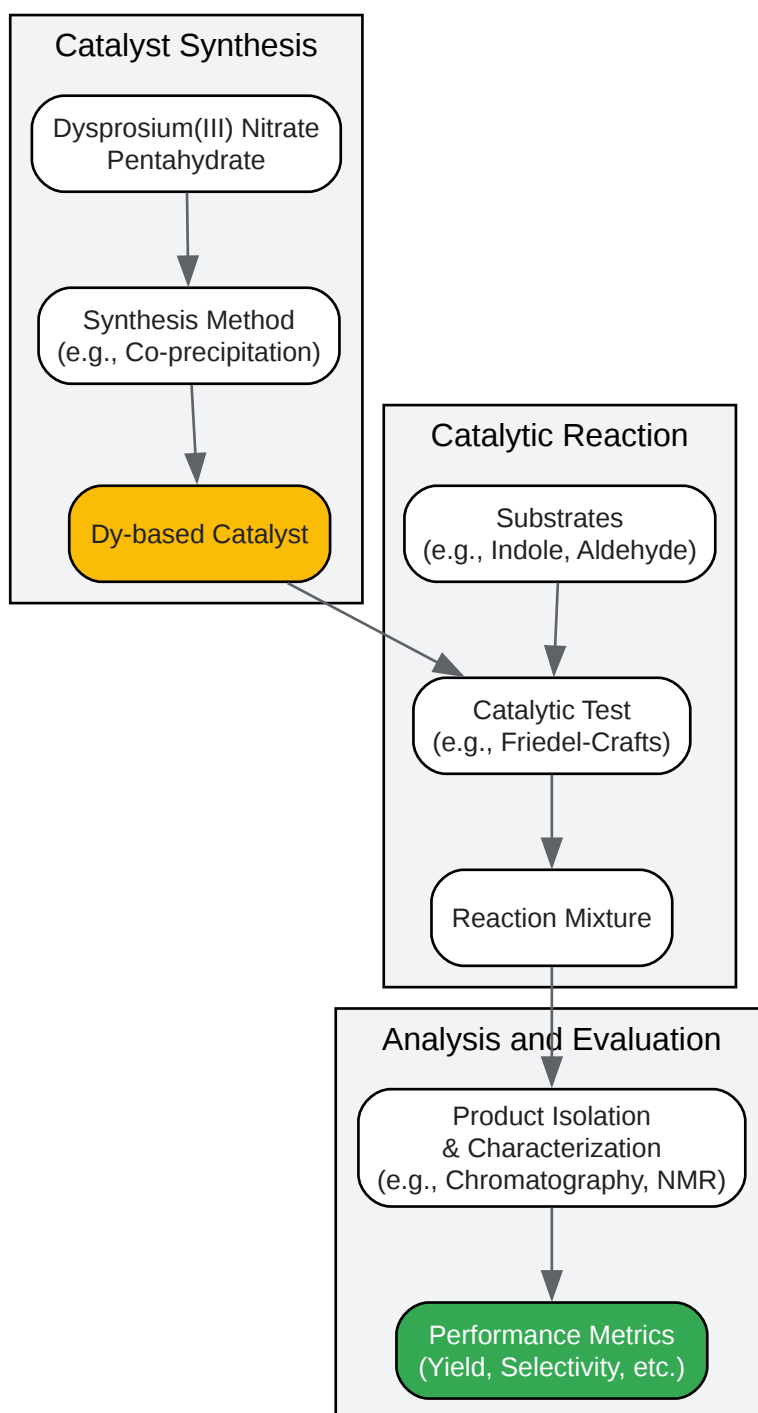 Catalyst Synthesis
Dysprosium(III) Nitrate
Pentahydrate
Synthesis Method
(e.g., Co-precipitation)
Dy-based Catalyst
Catalytic Reaction
Substrates
(e.g., Indole, Aldehyde)
Catalytic Test
(e.g., Friedel-Crafts)
Reaction Mixture
Analysis and Evaluation
Product Isolation
& Characterization
(e.g., Chromatography, NMR)
Performance Metrics
(Yield, Selectivity, etc.)